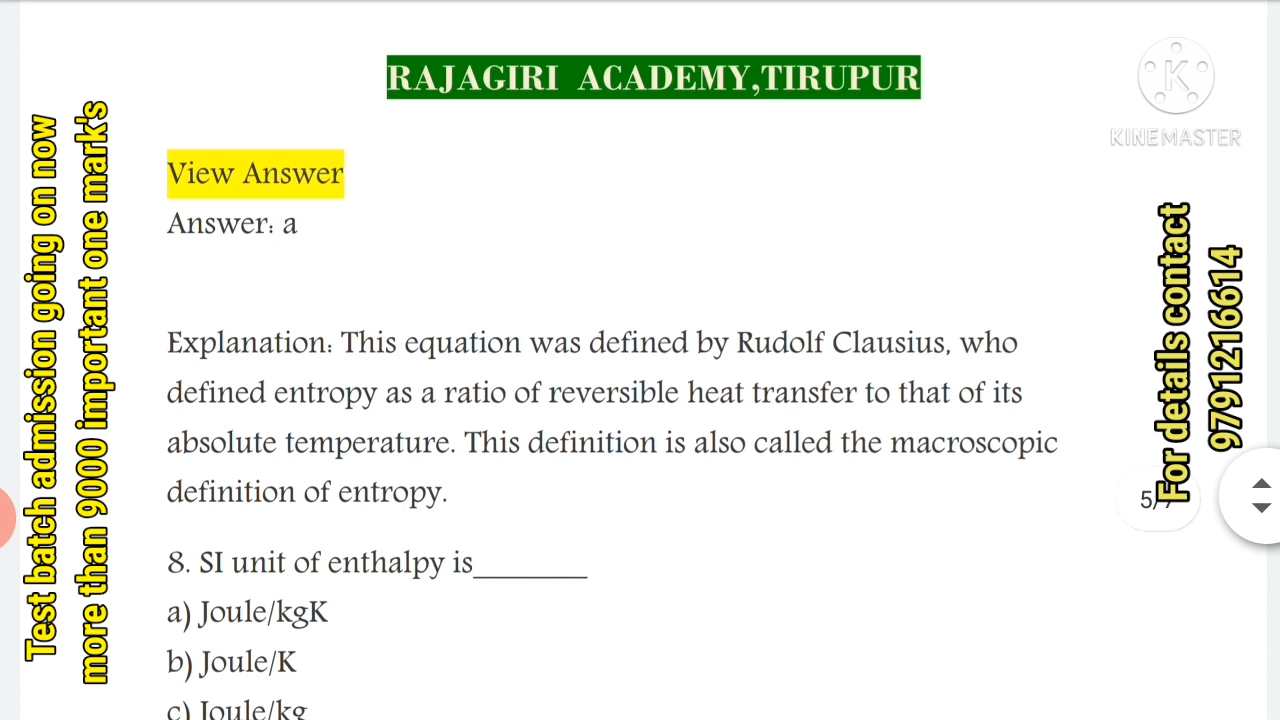 RAJAGIRI ACADEMY,TIRUPUR
KINEMASTER
Test batch admission going on now
more than 9000 important one mark's
View Answer
Answer: a
Explanation: This equation was defined by Rudolf Clausius, who
defined entropy as a ratio of reversible heat transfer to that of its
absolute temperature. This definition is also called the macroscopic
definition of entropy.
8. SI unit of enthalpy is________
a) Joule/kgK
b) Joule/K
c) Joule/kg
For details contact
9791216614